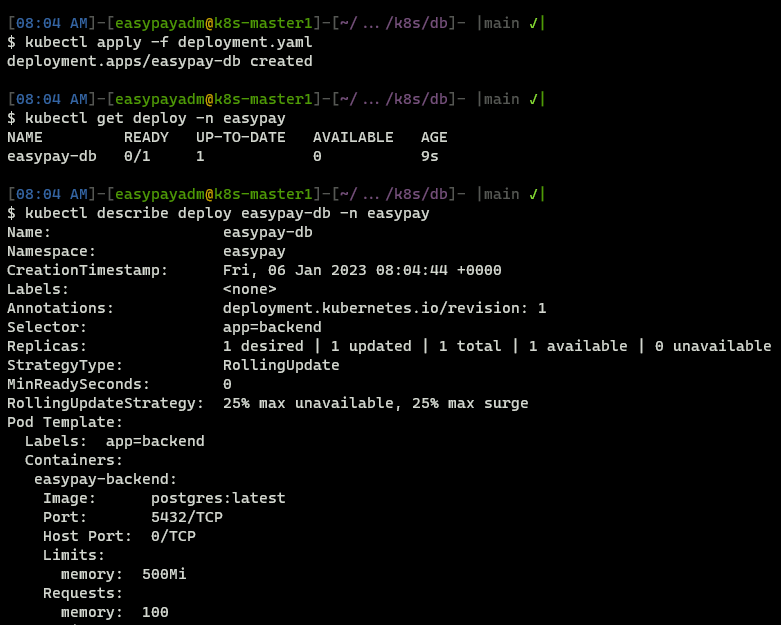 [08:04 AM]-[easypayadm@k8s-master1]-[~/ ... /k8s/db]- |main ✓|
$ kubectl apply -f deployment.yaml
deployment.apps/easypay-db created
[08:04 AM]-[easypayadm@k8s-master1]-[~/ ... /k8s/db]- |main ✓|
$ kubectl get deploy -n easypay
NAME         READY   UP-TO-DATE   AVAILABLE   AGE
easypay-db   0/1     1            0           9s
[08:04 AM]-[easypayadm@k8s-master1]-[~/ ... /k8s/db]- |main ✓|
$ kubectl describe deploy easypay-db -n easypay
Name:                   easypay-db
Namespace:              easypay
CreationTimestamp:      Fri, 06 Jan 2023 08:04:44 +0000
Labels:                 <none>
Annotations:            deployment.kubernetes.io/revision: 1
Selector:               app=backend
Replicas:               1 desired | 1 updated | 1 total | 1 available | 0 unavailable
StrategyType:           RollingUpdate
MinReadySeconds:        0
RollingUpdateStrategy:  25% max unavailable, 25% max surge
Pod Template:
  Labels:  app=backend
  Containers:
   easypay-backend:
    Image:      postgres:latest
    Port:       5432/TCP
    Host Port:  0/TCP
    Limits:
      memory:  500Mi
    Requests:
      memory:  100